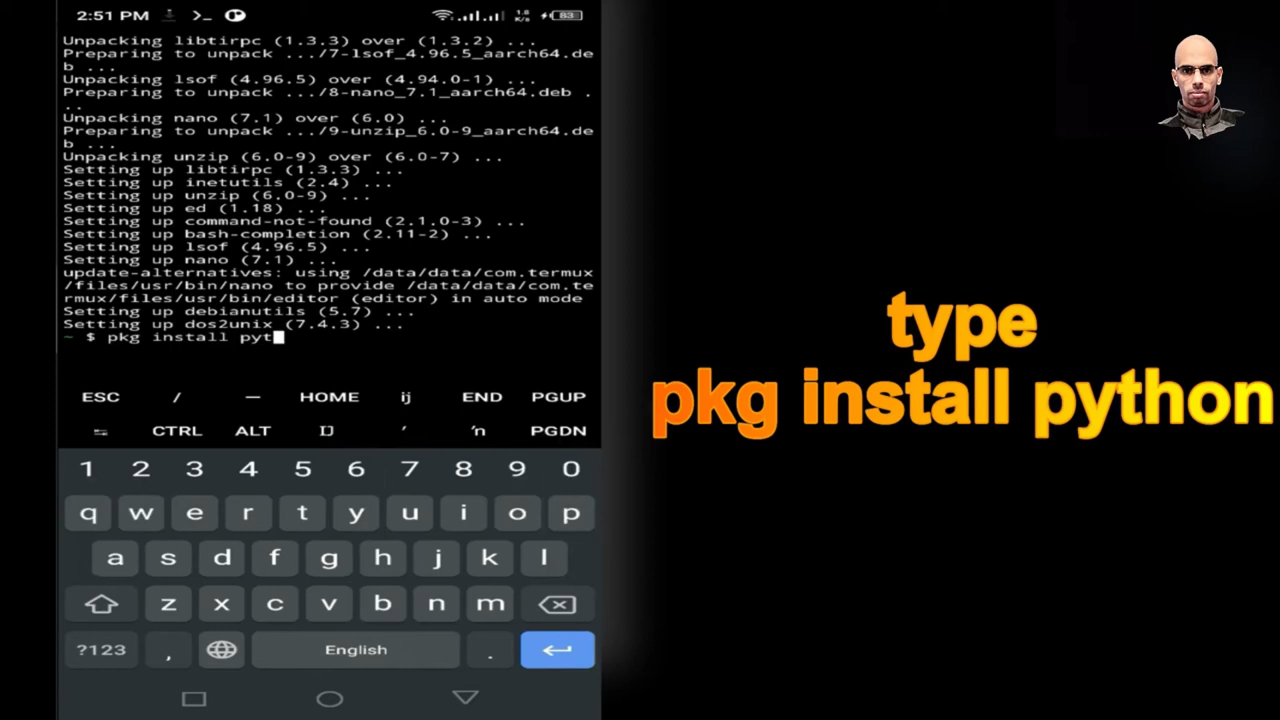 2:51 PM >_ 1.8 K/s 83
Unpacking libtirpc (1.3.3) over (1.3.2) ...
Preparing to unpack .../7-lsof_4.96.5_aarch64.de
b ...
Unpacking lsof (4.96.5) over (4.94.0-1) ...
Preparing to unpack .../8-nano_7.1_aarch64.deb .
..
Unpacking nano (7.1) over (6.0) ...
Preparing to unpack .../9-unzip_6.0-9_aarch64.de
b ...
Unpacking unzip (6.0-9) over (6.0-7) ...
Setting up libtirpc (1.3.3) ...
Setting up inetutils (2.4) ...
Setting up unzip (6.0-9) ...
Setting up ed (1.18) ...
Setting up command-not-found (2.1.0-3) ...
Setting up bash-completion (2.11-2) ...
Setting up lsof (4.96.5) ...
Setting up nano (7.1) ...
update-alternatives: using /data/data/com.termux
/files/usr/bin/nano to provide /data/data/com.te
rmux/files/usr/bin/editor (editor) in auto mode
Setting up debianutils (5.7) ...
Setting up dos2unix (7.4.3) ...
~ $ pkg install pyt
ESC / — HOME END PGUP
CTRL ALT PGDN
1 2 3 4 5 6 7 8 9 0
q w e r t y u i o p
a s d f g h j k l
z x c v b n m
?123 , English .
type
pkg install python